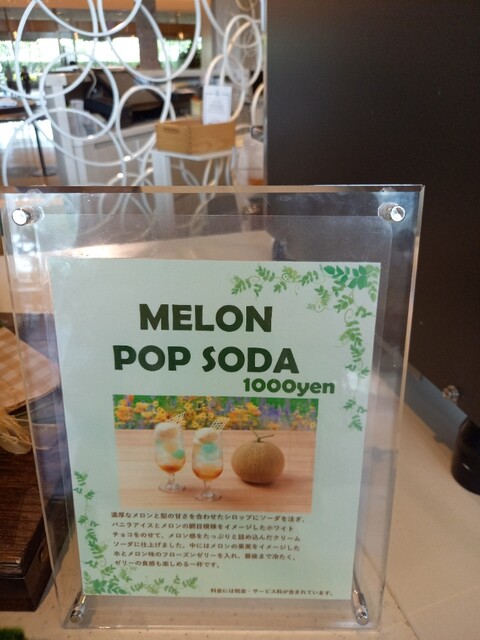 MELON
POP SODA
1000yen
濃厚なメロンと梨の甘さを合わせたシロップにソーダを注ぎ、
バニラアイスとメロンの網目模様をイメージしたホワイト
チョコをのせて、メロン感をたっぷりと詰め込んだクリーム
ソーダに仕上げました。中にはメロンの果実をイメージした
氷とメロン味のフローズンゼリーを入れ、最後まで冷たく、
ゼリーの食感も楽しめる一杯です。
料金には税金・サービス料が含まれています。